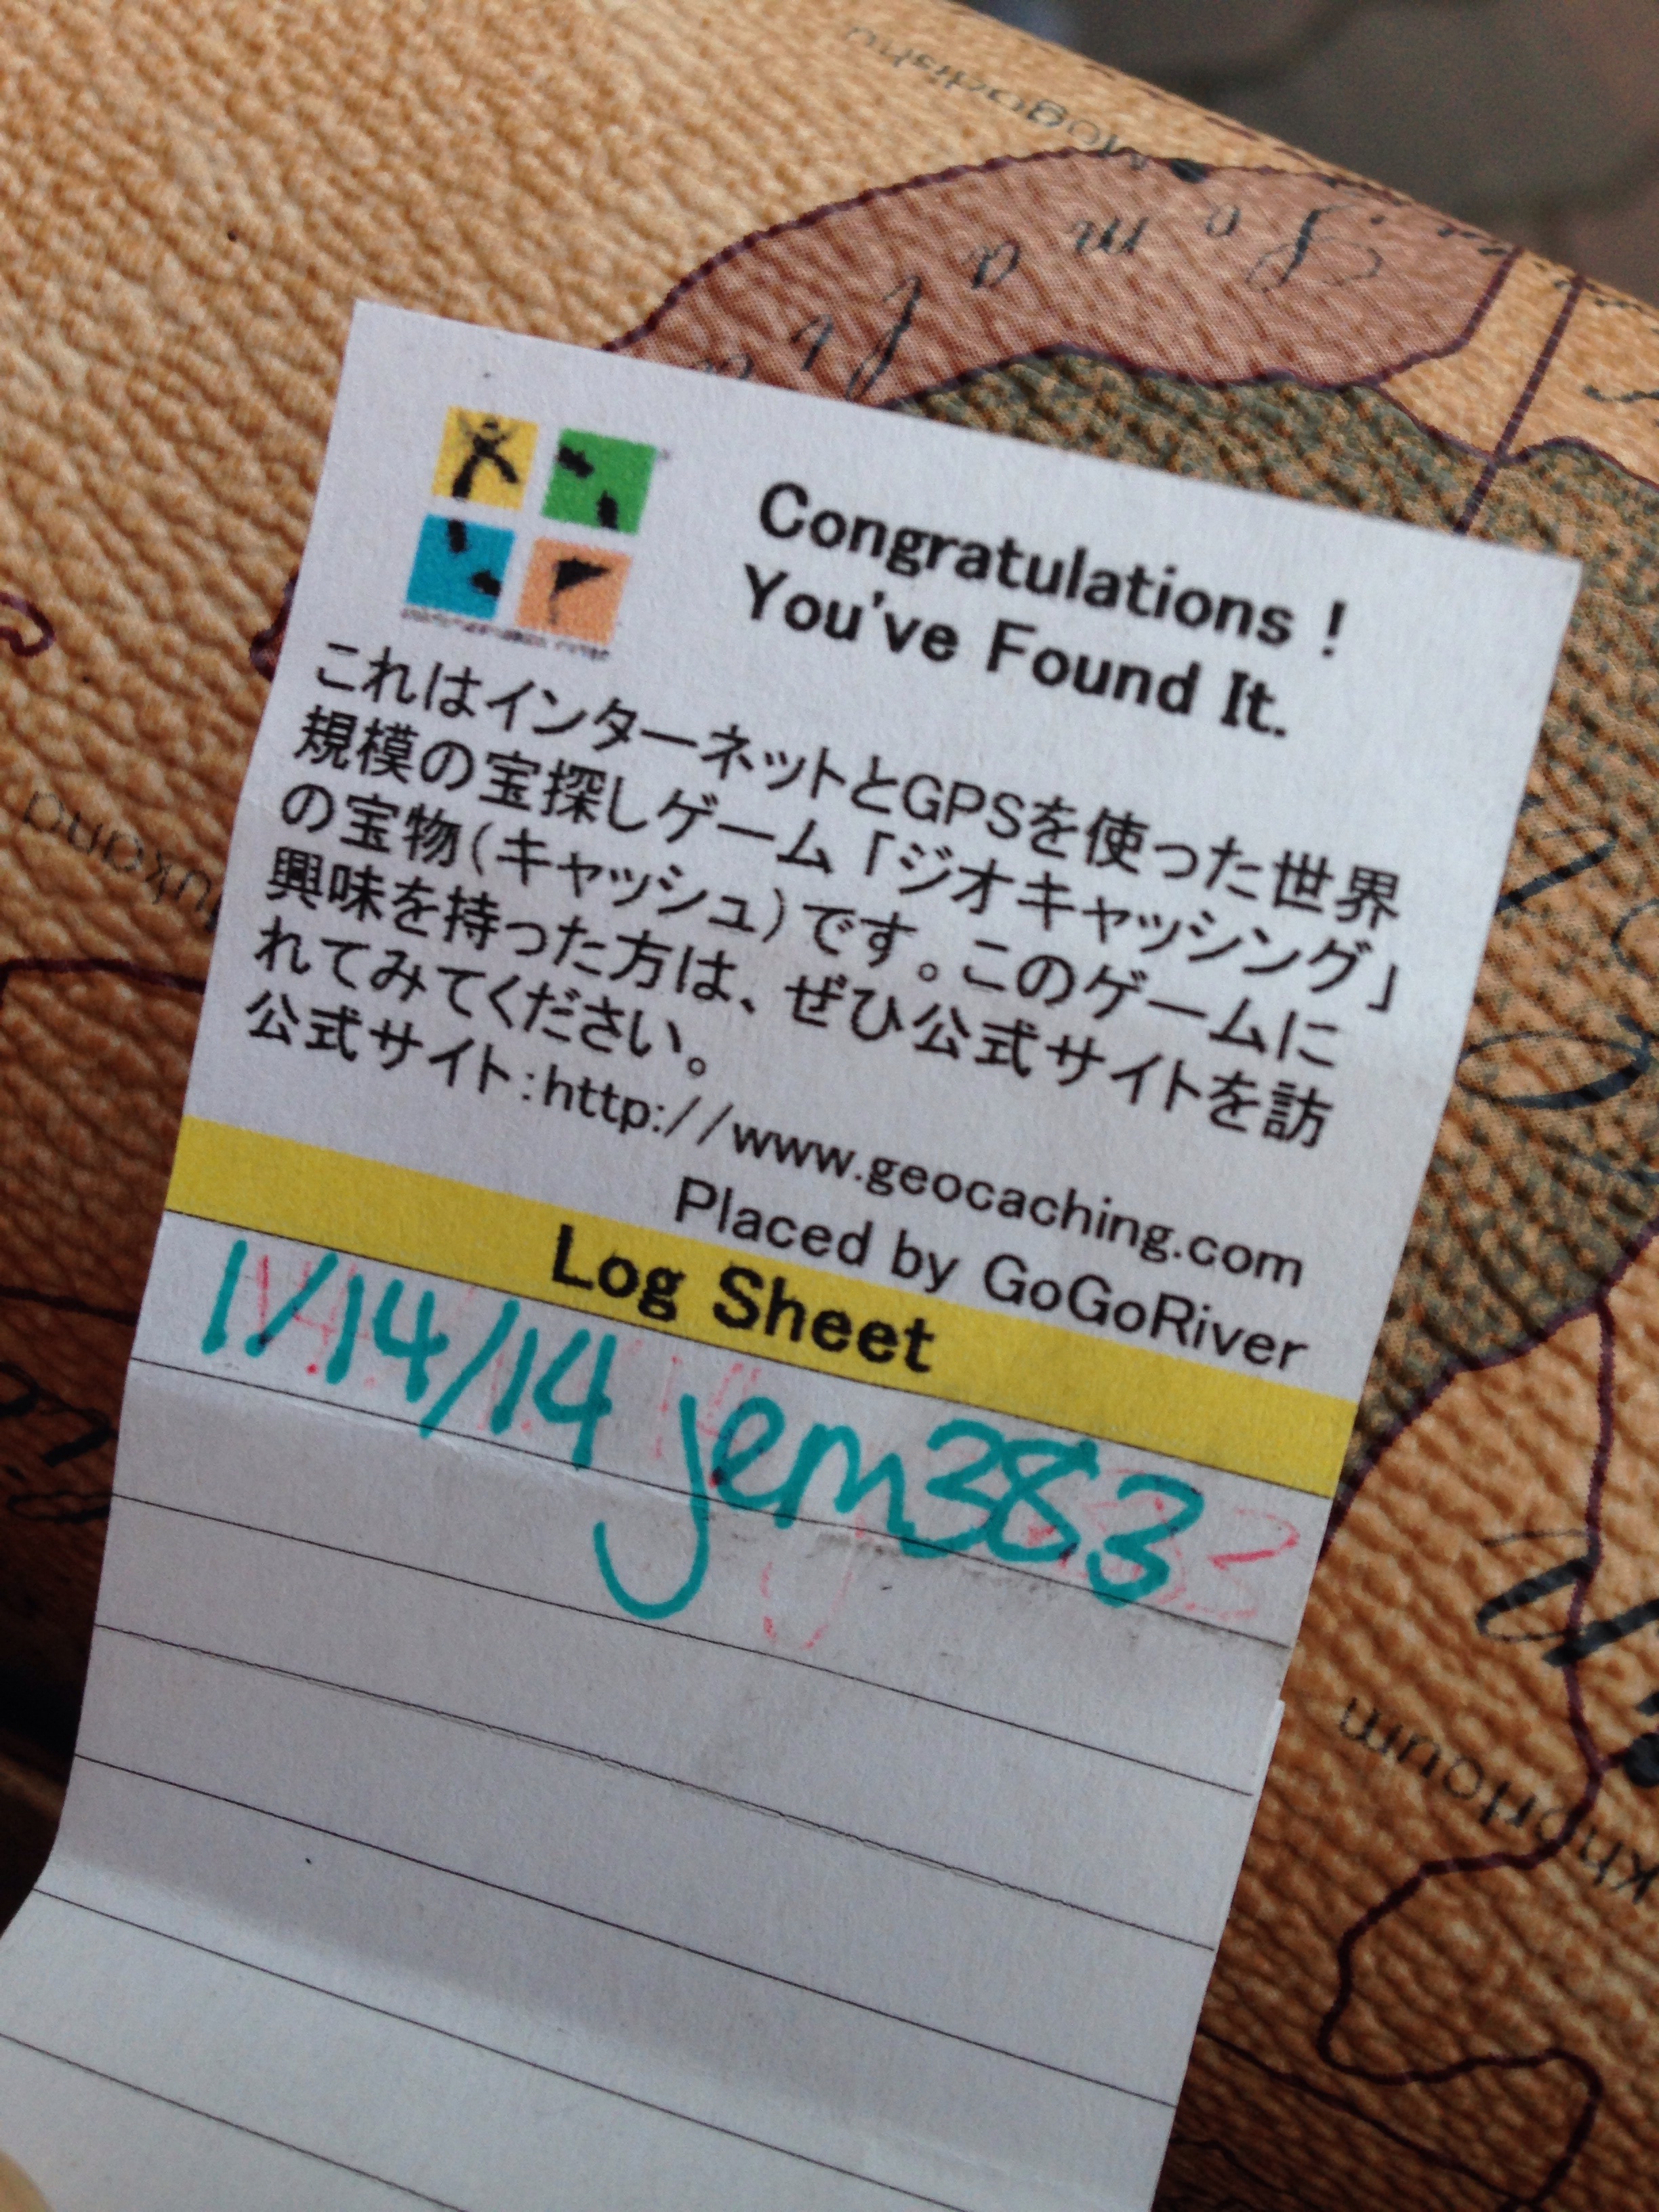 Mogadishu
Somalia
Congratulations !
You've Found It.
これはインターネットとGPSを使った世界
規模の宝探しゲーム「ジオキャッシング」
の宝物(キャッシュ)です。このゲームに
興味を持った方は、ぜひ公式サイトを訪
れてみてください。
公式サイト:http://www.geocaching.com
Placed by GoGoRiver
Log Sheet
1/14/14 jem383
Khartoum